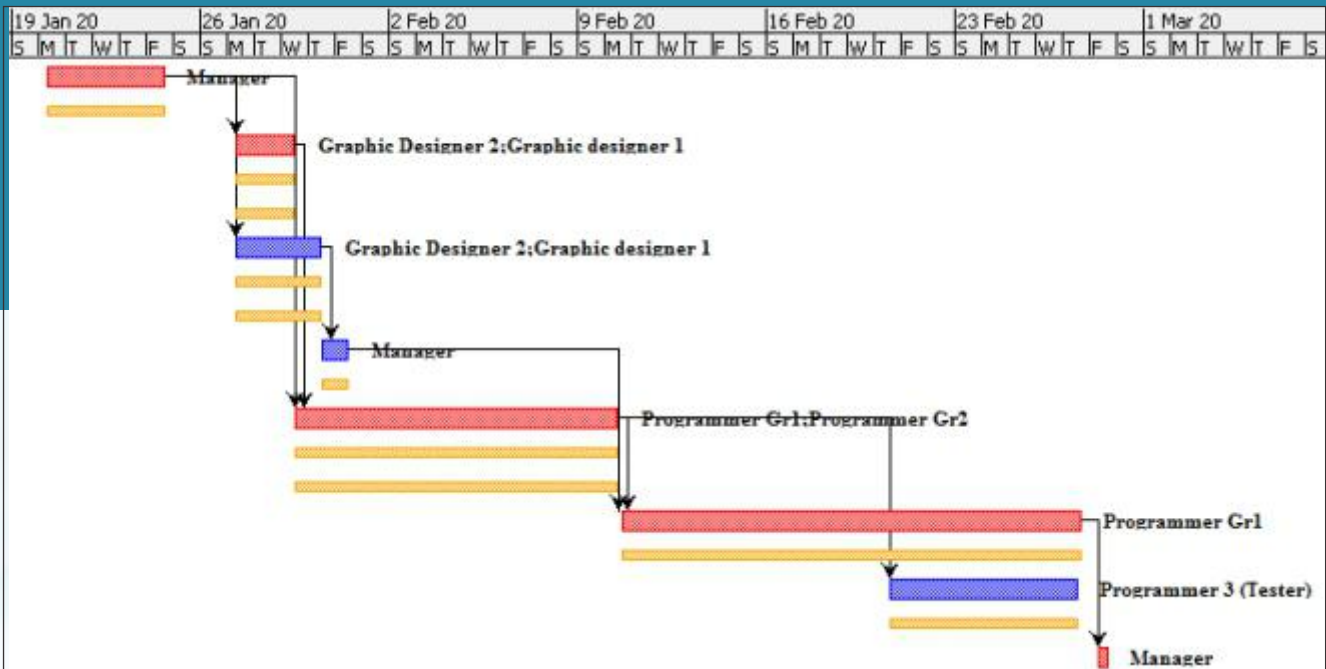 19 Jan 20 26 Jan 20 2 Feb 20 9 Feb 20 16 Feb 20 23 Feb 20 1 Mar 20
S M T W T F S S M T W T F S S M T W T F S S M T W T F S S M T W T F S S M T W T F S S M T W T F S
Manager
Graphic Designer 2;Graphic designer 1
Graphic Designer 2;Graphic designer 1
Manager
Programmer Gr1;Programmer Gr2
Programmer Gr1
Programmer 3 (Tester)
Manager